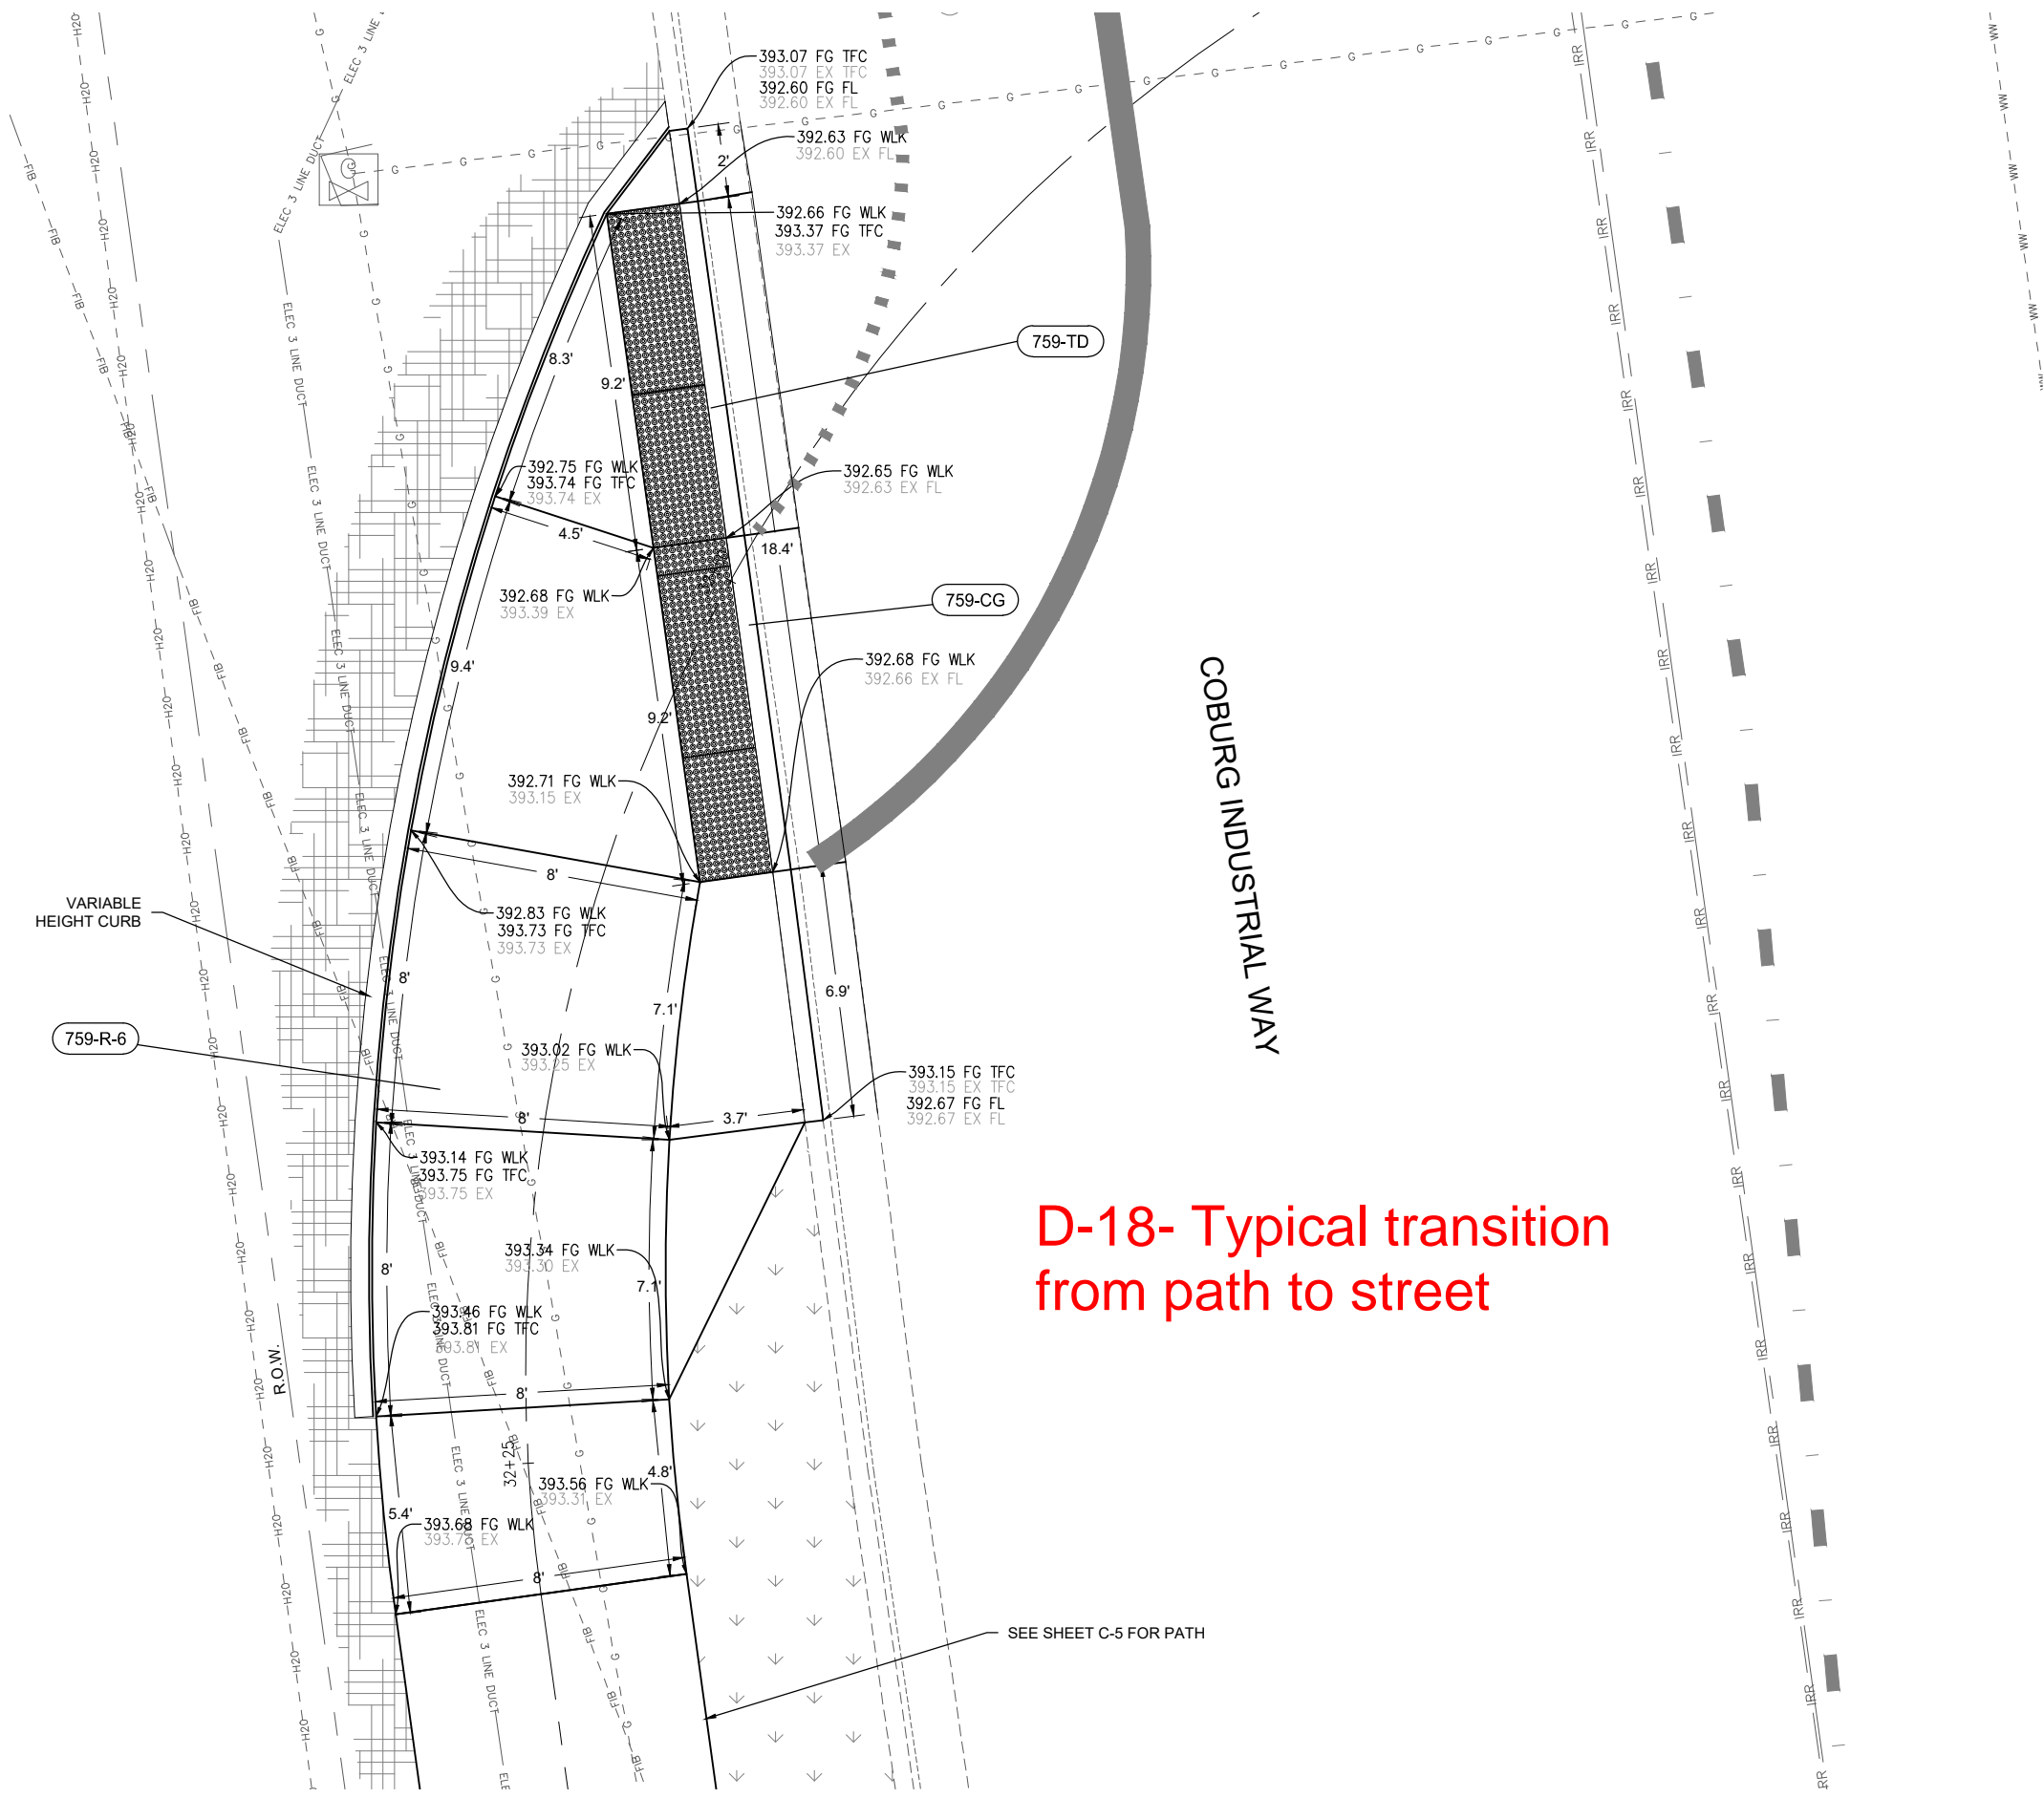 393.07 FG TFC
393.07 EX TFC
392.60 FG FL
392.60 EX FL
392.63 FG WLK
392.60 EX FL
2'
392.66 FG WLK
393.37 FG TFC
393.37 EX
759-TD
8.3'
9.2'
392.75 FG WLK
393.74 FG TFC
393.74 EX
4.5'
392.65 FG WLK
392.63 EX FL
18.4'
392.68 FG WLK
393.39 EX
759-CG
9.4'
9.2'
392.68 FG WLK
392.66 EX FL
392.71 FG WLK
393.15 EX
8'
VARIABLE
HEIGHT CURB
392.83 FG WLK
393.73 FG TFC
393.73 EX
8'
7.1'
6.9'
COBURG INDUSTRIAL WAY
759-R-6
393.02 FG WLK
393.25 EX
393.15 FG TFC
393.15 EX TFC
392.67 FG FL
392.67 EX FL
8'
3.7'
393.14 FG WLK
393.75 FG TFC
393.75 EX
D-18- Typical transition
from path to street
393.34 FG WLK
393.30 EX
8'
7.1'
393.46 FG WLK
393.81 FG TFC
393.81 EX
R.O.W.
8'
32+25
4.8'
393.56 FG WLK
393.31 EX
5.4'
393.68 FG WLK
8'
SEE SHEET C-5 FOR PATH
ELEC 3 LINE DUCT
H20
FIB
G
IRR
WW